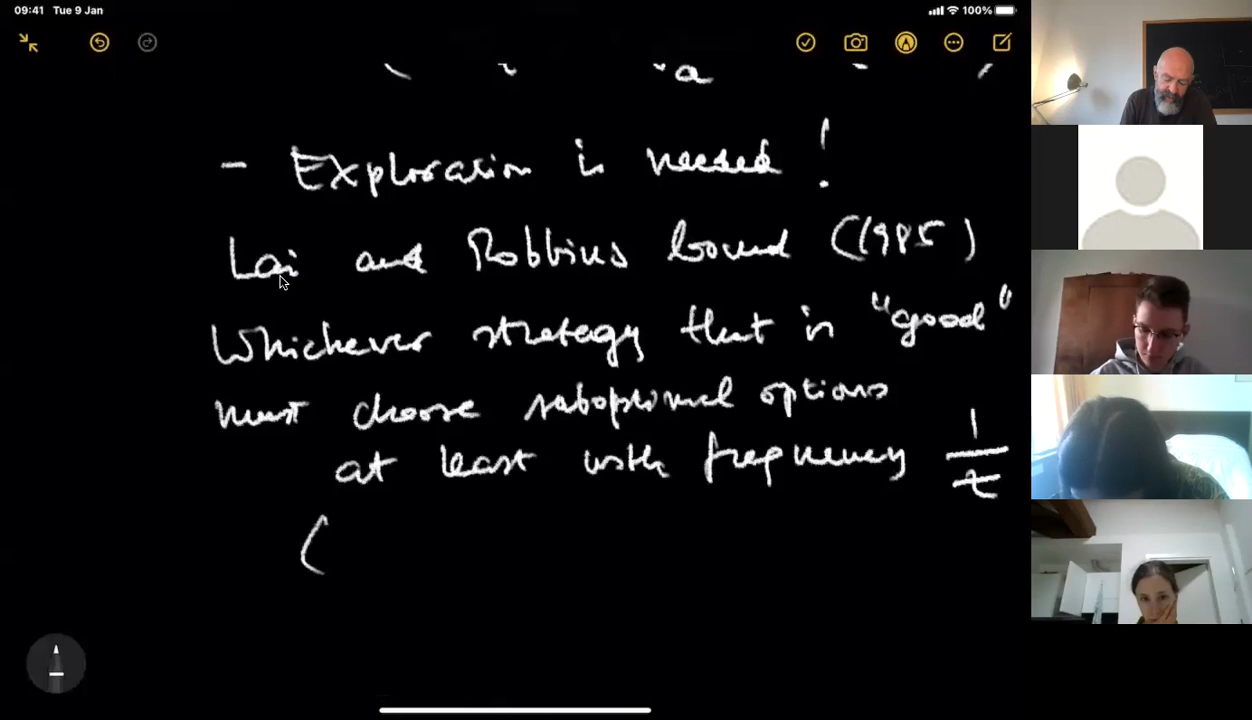 09:41 Tue 9 Jan 100%
- Exploration is needed !
Lai and Robbins bound (1985)
Whichever strategy that is "good"
must choose suboptimal options
at least with frequency 1/t
(